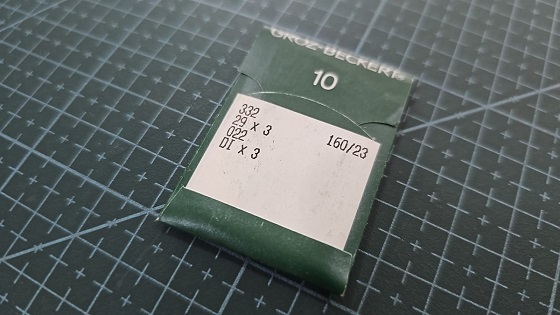 GROZ-BECKERT
10
332
29 x 3
022
DI x 3
160/23